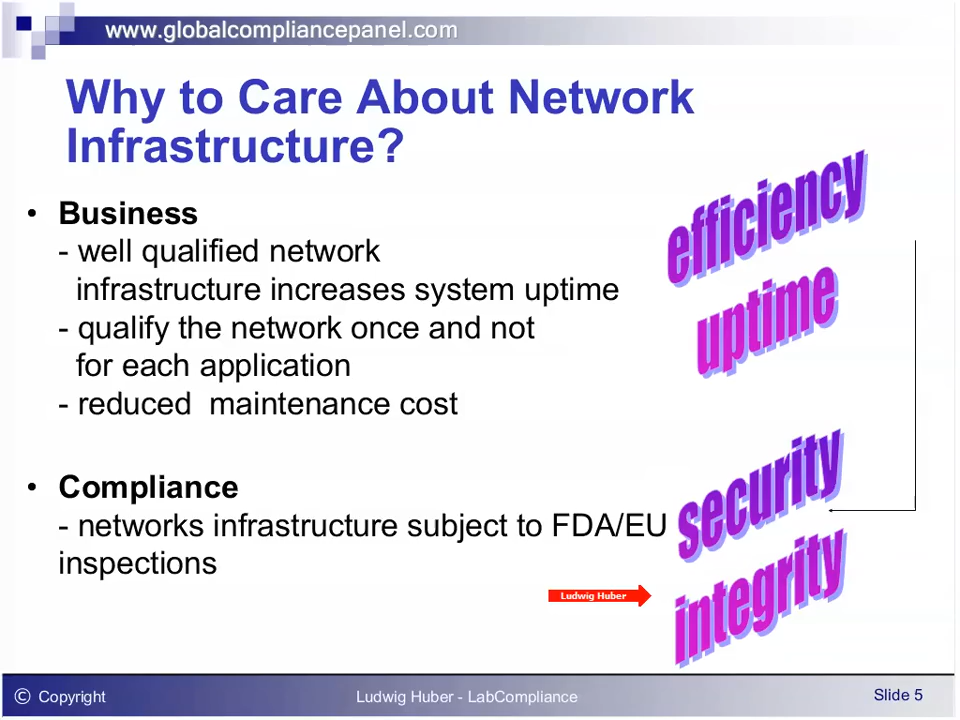 www.globalcompliancepanel.com
Why to Care About Network
Infrastructure?
• Business
- well qualified network
infrastructure increases system uptime
- qualify the network once and not
for each application
- reduced  maintenance cost
• Compliance
- networks infrastructure subject to FDA/EU
inspections
efficiency
uptime
security
integrity
Ludwig Huber
© Copyright
Ludwig Huber - LabCompliance
Slide 5